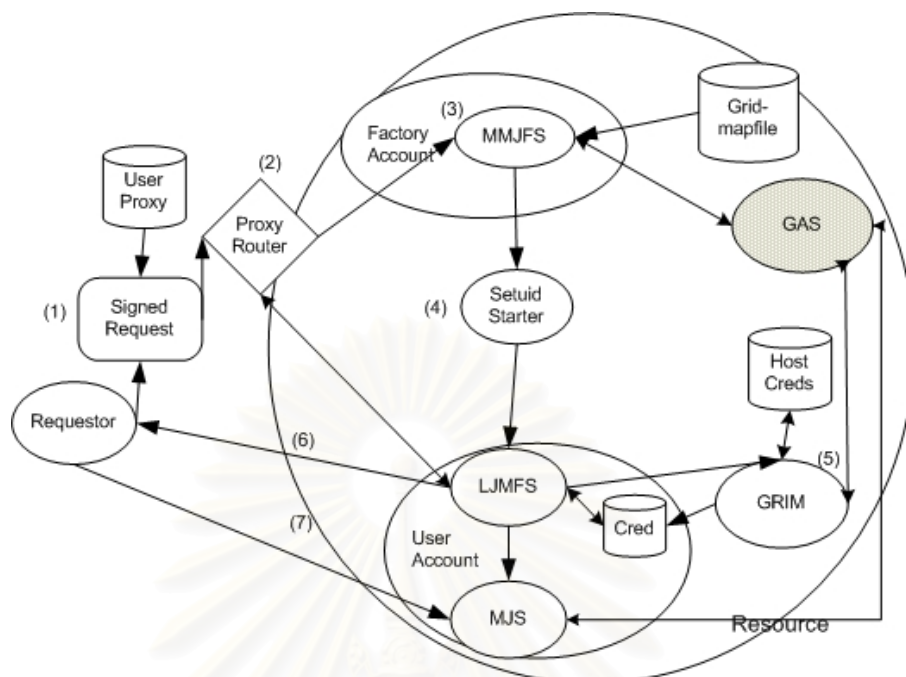 (3)
MMJFS
Factory
Account
Grid-
mapfile
(2)
User
Proxy
Proxy
Router
GAS
(1)
Signed
Request
(4)
Setuid
Starter
Host
Creds
Requestor
(6)
(5)
LJMFS
GRIM
(7)
Cred
User
Account
MJS
Resource